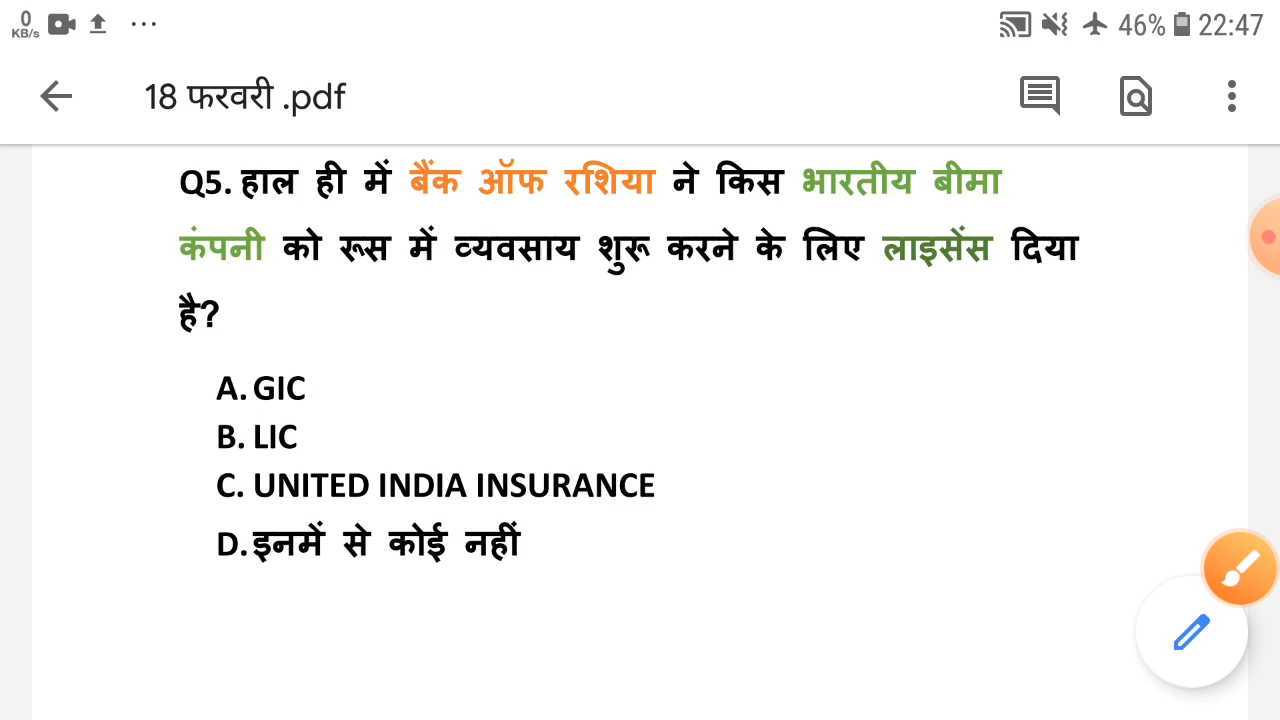 0
KB/s
46% 22:47
18 फरवरी .pdf
Q5. हाल ही में बैंक ऑफ रशिया ने किस भारतीय बीमा
कंपनी को रूस में व्यवसाय शुरू करने के लिए लाइसेंस दिया
है?
A. GIC
B. LIC
C. UNITED INDIA INSURANCE
D. इनमें से कोई नहीं